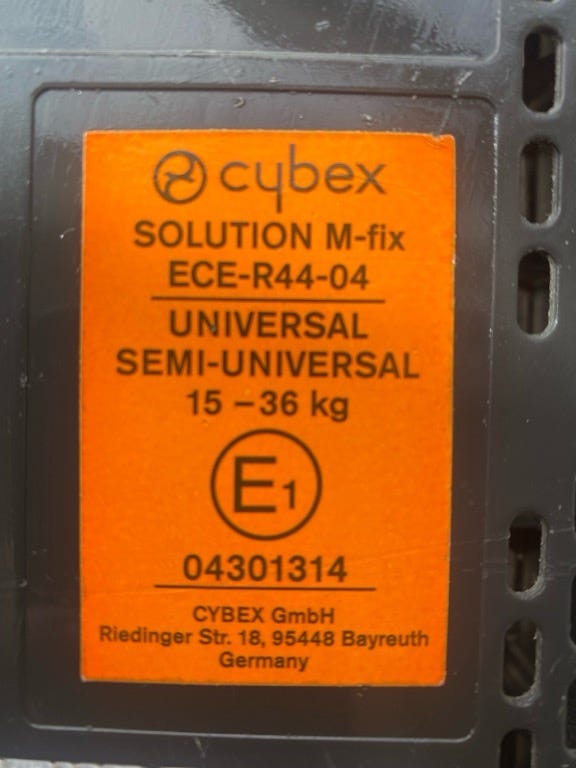 cybex
SOLUTION M-fix
ECE-R44-04
UNIVERSAL
SEMI-UNIVERSAL
15 – 36 kg
E1
04301314
CYBEX GmbH
Riedinger Str. 18, 95448 Bayreuth
Germany